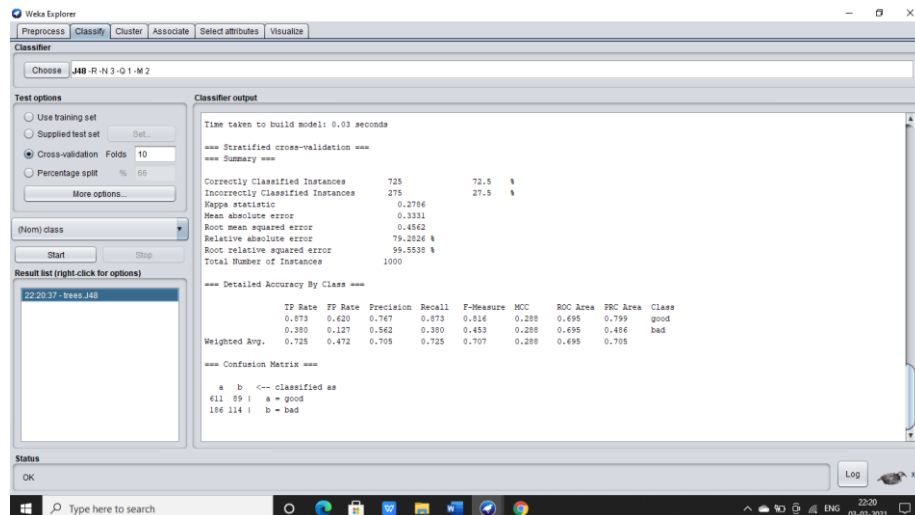 Weka Explorer
Preprocess Classify Cluster Associate Select attributes Visualize
Classifier
Choose J48 -R -N 3 -Q 1 -M 2
Test options
Use training set
Supplied test set Set...
Cross-validation Folds 10
Percentage split % 66
More options...
(Nom) class
Start Stop
Result list (right-click for options)
22:20:37 - trees.J48
Classifier output
Time taken to build model: 0.03 seconds
=== Stratified cross-validation ===
=== Summary ===
Correctly Classified Instances 725 72.5 %
Incorrectly Classified Instances 275 27.5 %
Kappa statistic 0.2786
Mean absolute error 0.3331
Root mean squared error 0.4562
Relative absolute error 79.2826 %
Root relative squared error 99.5538 %
Total Number of Instances 1000
=== Detailed Accuracy By Class ===
TP Rate FP Rate Precision Recall F-Measure MCC ROC Area PRC Area Class
0.873 0.620 0.767 0.873 0.816 0.288 0.695 0.799 good
0.380 0.127 0.562 0.380 0.453 0.288 0.695 0.486 bad
Weighted Avg. 0.725 0.472 0.705 0.725 0.707 0.288 0.695 0.705
=== Confusion Matrix ===
a b <-- classified as
611 89 | a = good
186 114 | b = bad
Status
OK
Log
x
Type here to search
ENG
22:20
03-02-2021